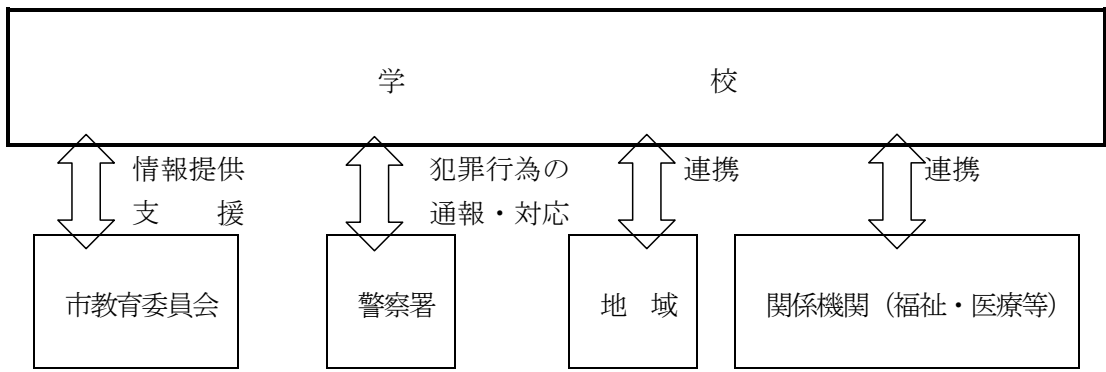 学　校
情報提供
支　援
犯罪行為の
通報・対応
連携
連携
市教育委員会
警察署
地　域
関係機関（福祉・医療等）